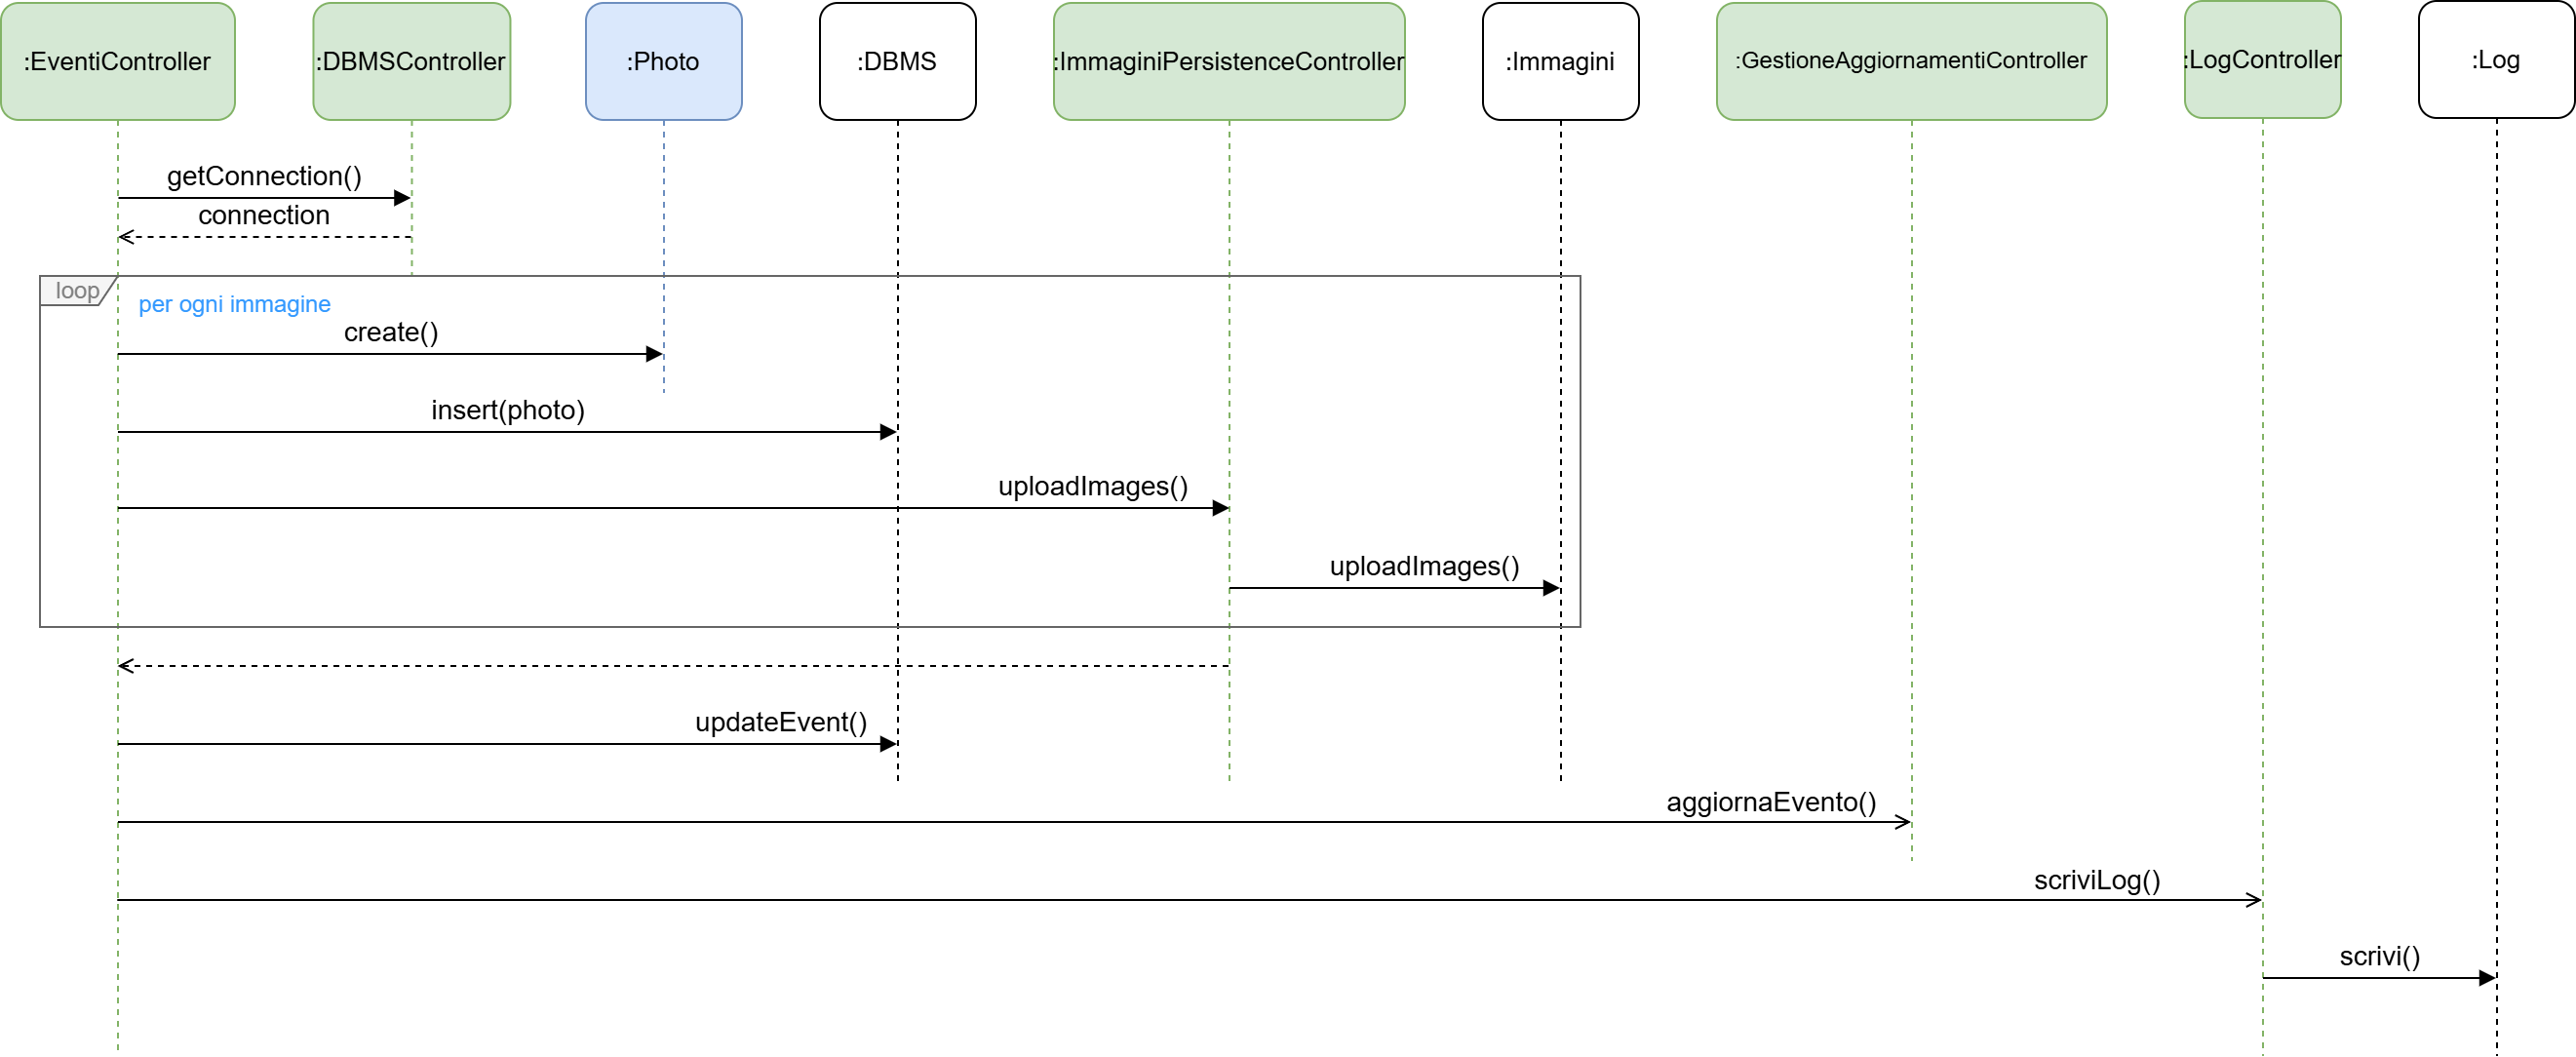 :EventiController
:DBMSController
:Photo
:DBMS
:ImmaginiPersistenceController
:Immagini
:GestioneAggiornamentiController
:LogController
:Log
getConnection()
connection
loop
per ogni immagine
create()
insert(photo)
uploadImages()
uploadImages()
updateEvent()
aggiornaEvento()
scriviLog()
scrivi()